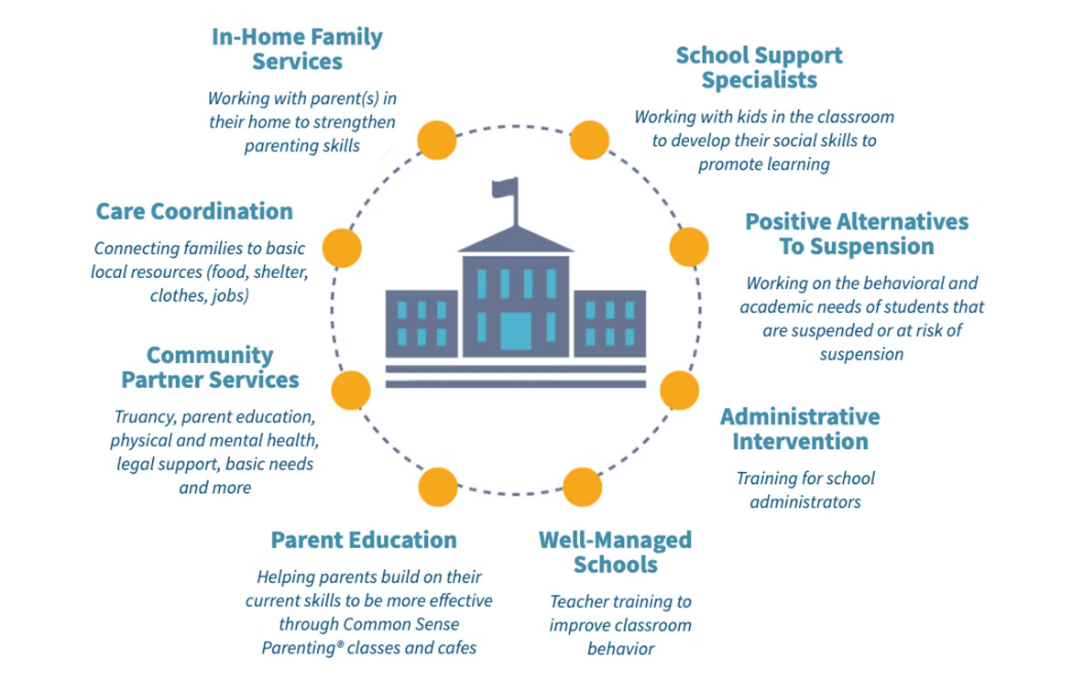 In-Home Family
Services
Working with parent(s) in
their home to strengthen
parenting skills
School Support
Specialists
Working with kids in the classroom
to develop their social skills to
promote learning
Care Coordination
Connecting families to basic
local resources (food, shelter,
clothes, jobs)
Positive Alternatives
To Suspension
Working on the behavioral and
academic needs of students that
are suspended or at risk of
suspension
Community
Partner Services
Truancy, parent education,
physical and mental health,
legal support, basic needs
and more
Administrative
Intervention
Training for school
administrators
Parent Education
Helping parents build on their
current skills to be more effective
through Common Sense
Parenting® classes and cafes
Well-Managed
Schools
Teacher training to
improve classroom
behavior